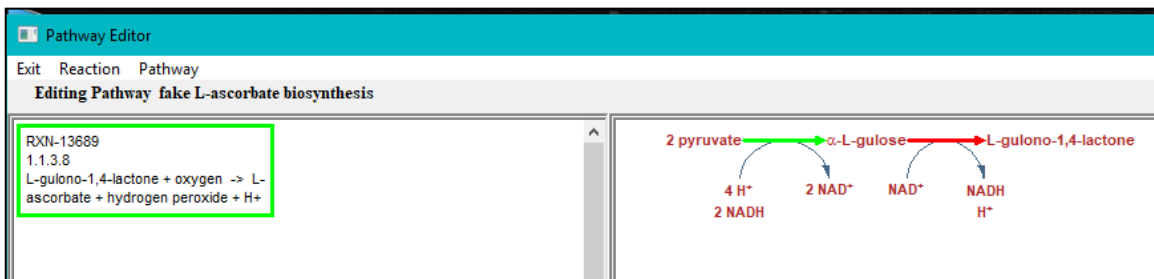 Pathway Editor
Exit Reaction Pathway
Editing Pathway fake L-ascorbate biosynthesis
RXN-13689
1.1.3.8
L-gulono-1,4-lactone + oxygen -> L-
ascorbate + hydrogen peroxide + H+
2 pyruvate α-L-gulose L-gulono-1,4-lactone
4 H⁺ 2 NAD⁺ NAD⁺ NADH
2 NADH H⁺